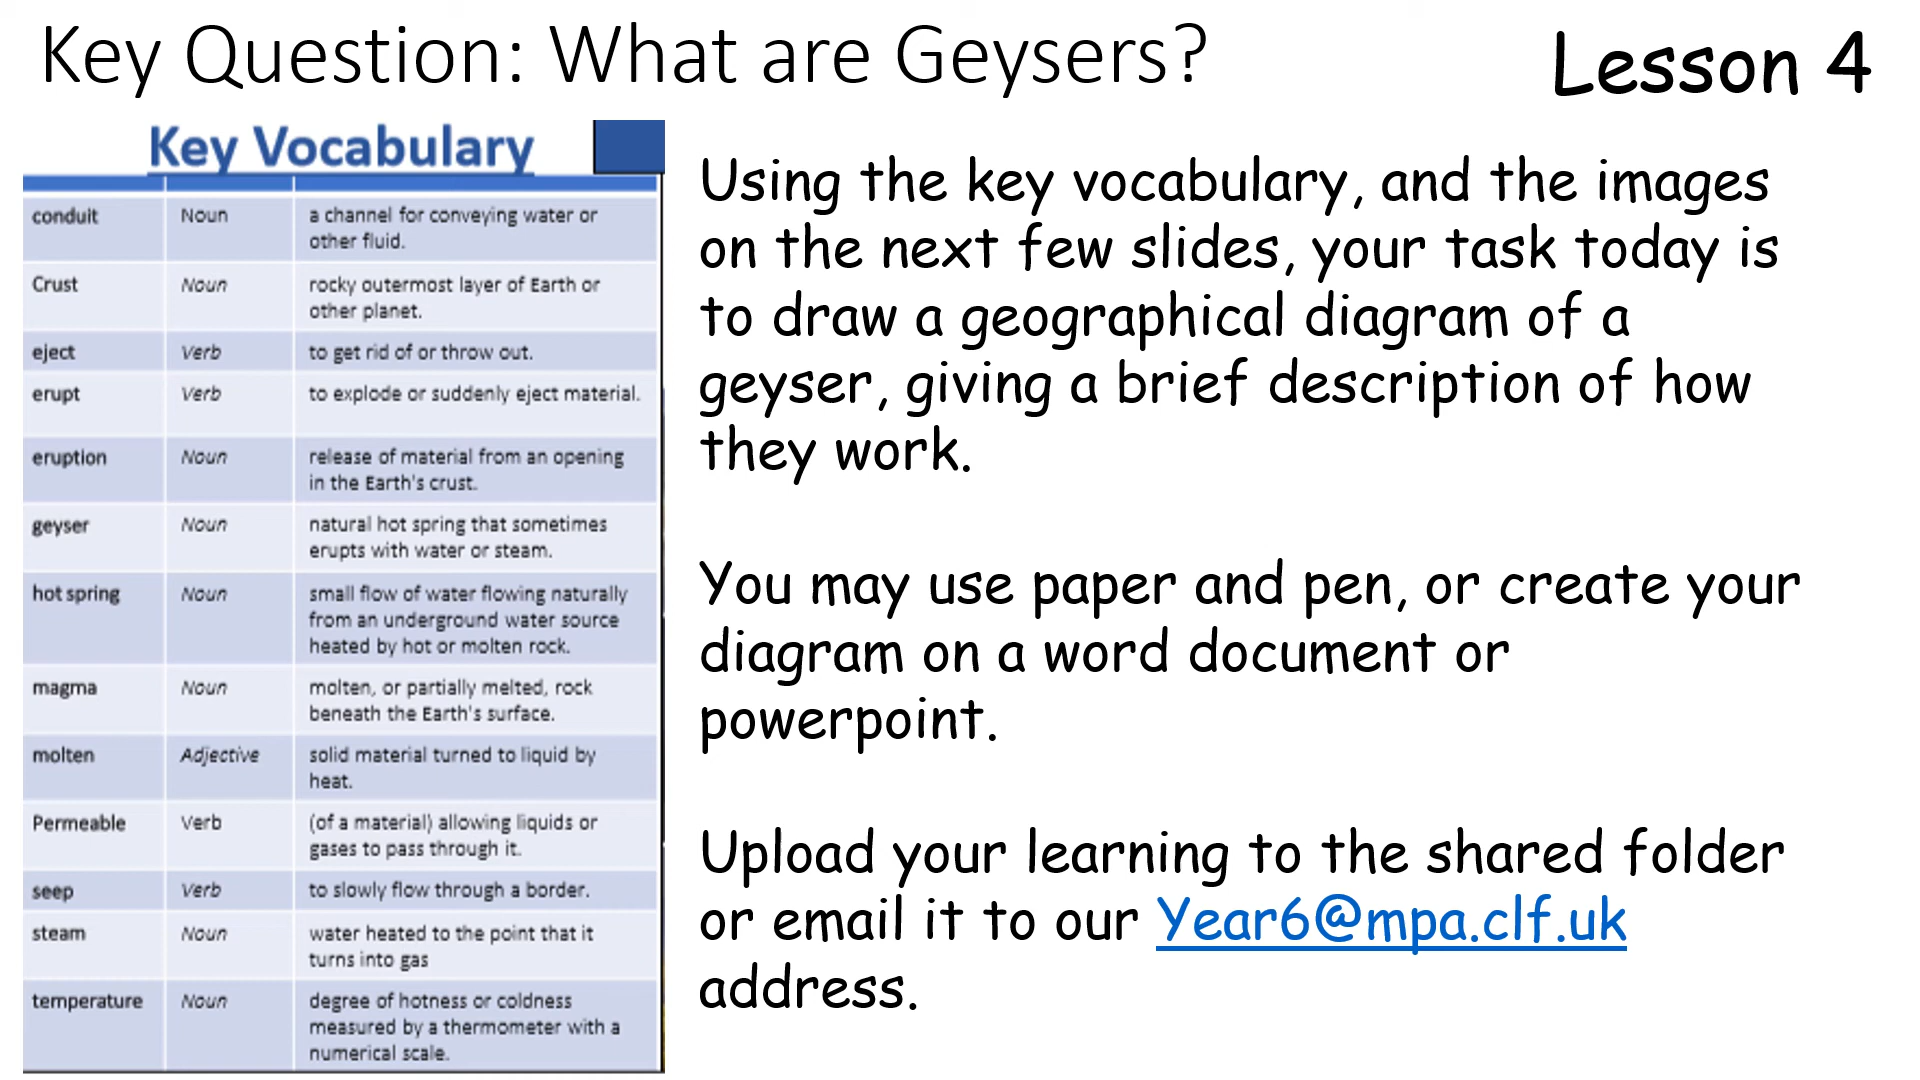 Key Question: What are Geysers?
Lesson 4
Key Vocabulary
conduit Noun a channel for conveying water or
other fluid.
Crust Noun rocky outermost layer of Earth or
other planet.
eject Verb to get rid of or throw out.
erupt Verb to explode or suddenly eject material.
eruption Noun release of material from an opening
in the Earth's crust.
geyser Noun natural hot spring that sometimes
erupts with water or steam.
hot spring Noun small flow of water flowing naturally
from an underground water source
heated by hot or molten rock.
magma Noun molten, or partially melted, rock
beneath the Earth's surface.
molten Adjective solid material turned to liquid by
heat.
Permeable Verb (of a material) allowing liquids or
gases to pass through it.
seep Verb to slowly flow through a border.
steam Noun water heated to the point that it
turns into gas
temperature Noun degree of hotness or coldness
measured by a thermometer with a
numerical scale.
Using the key vocabulary, and the images
on the next few slides, your task today is
to draw a geographical diagram of a
geyser, giving a brief description of how
they work.
You may use paper and pen, or create your
diagram on a word document or
powerpoint.
Upload your learning to the shared folder
or email it to our Year6@mpa.clf.uk
address.